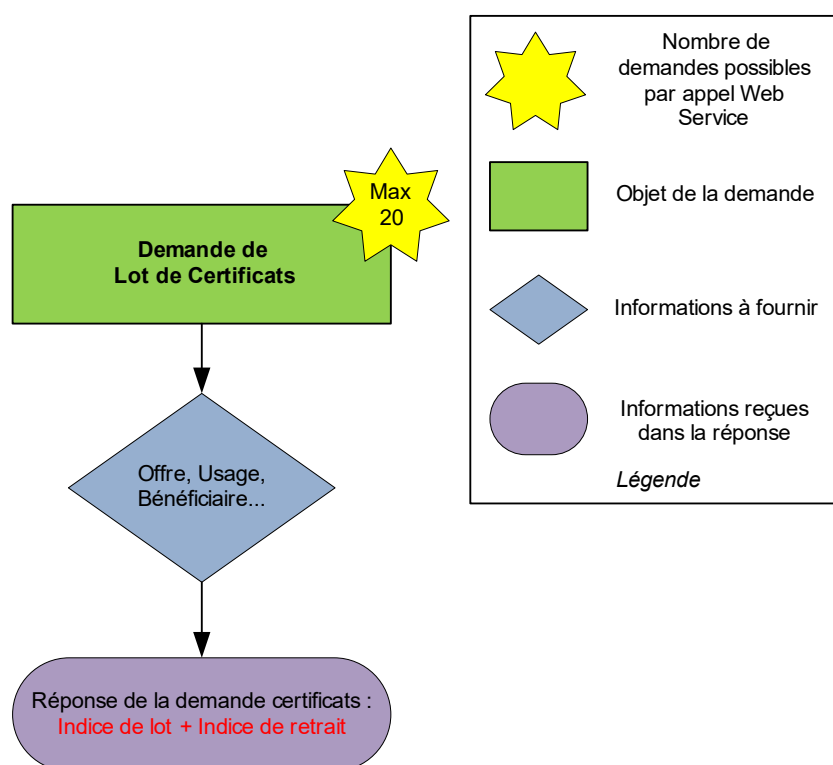 Max
20
Demande de
Lot de Certificats
Offre, Usage,
Bénéficiaire...
Réponse de la demande certificats :
Indice de lot + Indice de retrait
Nombre de
demandes possibles
par appel Web
Service
Objet de la demande
Informations à fournir
Informations reçues
dans la réponse
Légende